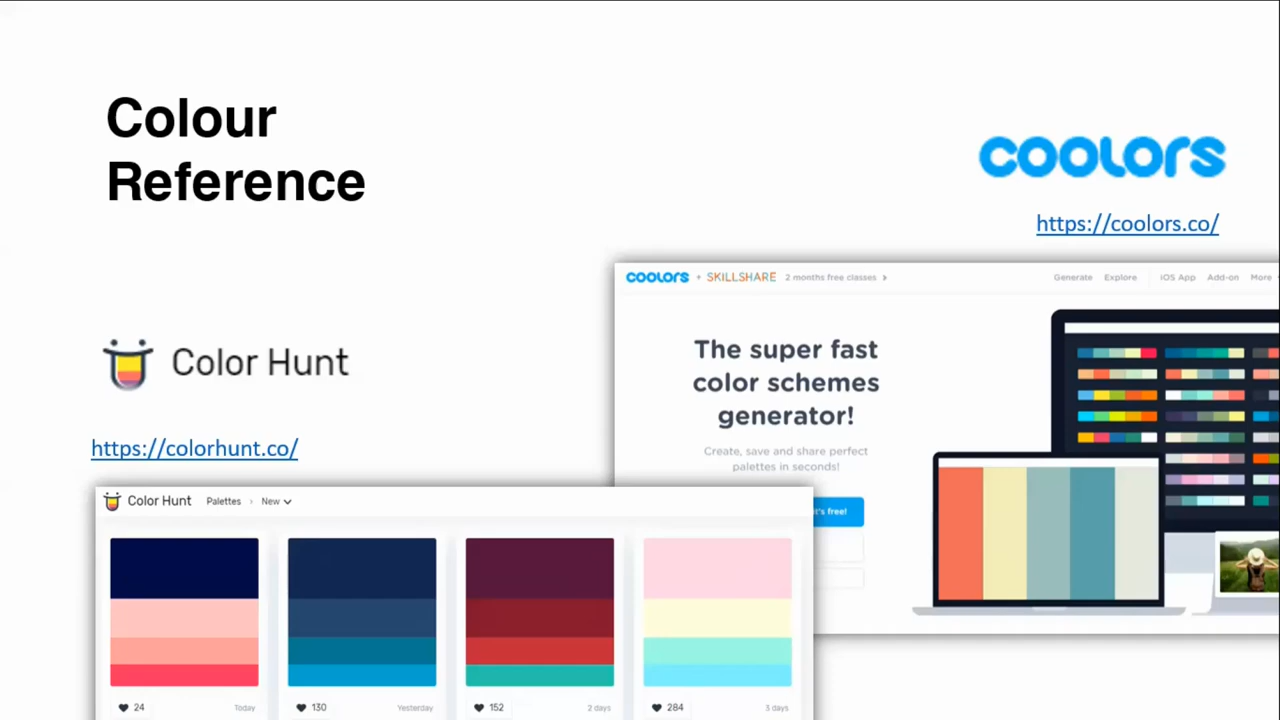 Colour
Reference
COOLORS
https://coolors.co/
Color Hunt
https://colorhunt.co/
COOLORS + SKILLSHARE 2 months free classes >
Generate Explore iOS App Add-on More
The super fast
color schemes
generator!
Create, save and share perfect
palettes in seconds!
t's free!
Color Hunt Palettes > New
24 Today
130 Yesterday
152 2 days
284 3 days